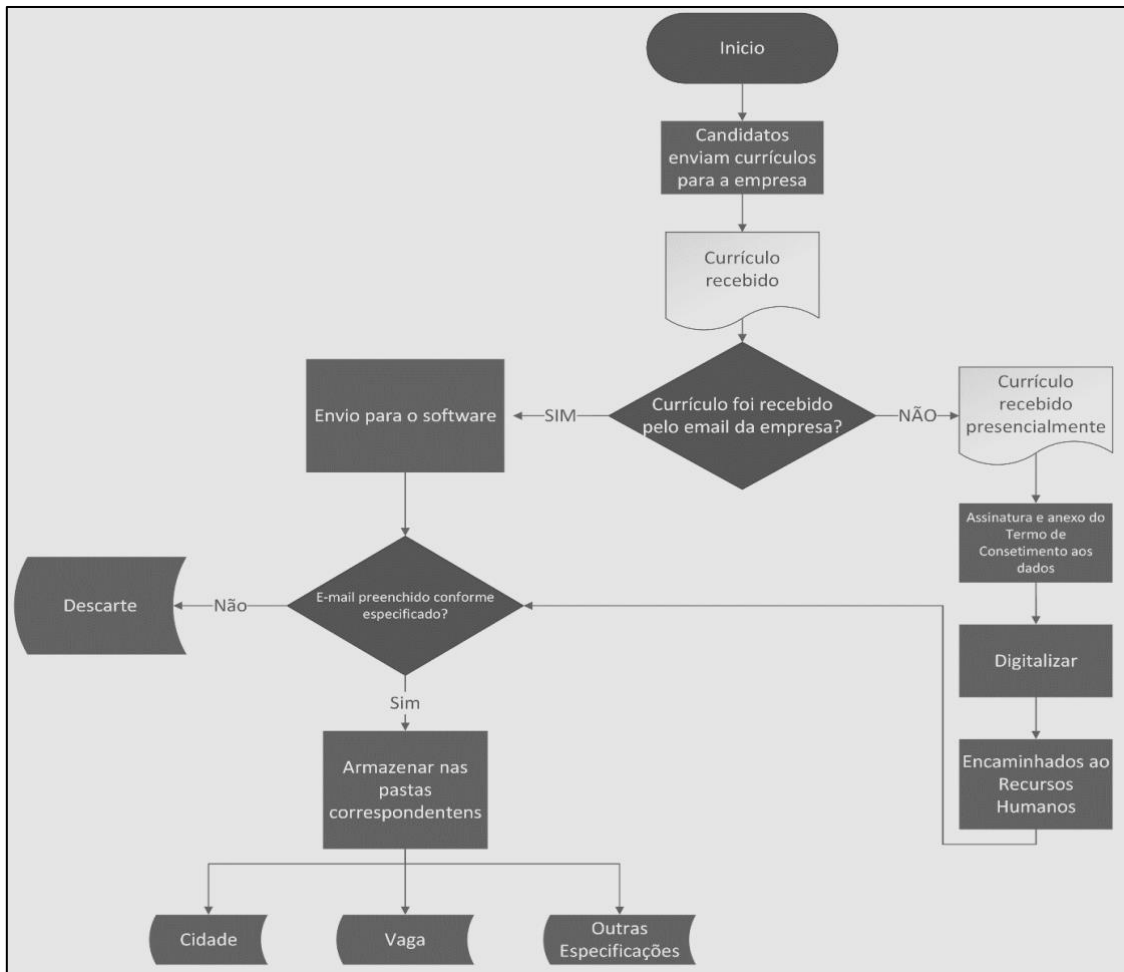 Inicio
Candidatos
enviam currículos
para a empresa
Currículo
recebido
Currículo foi recebido
pelo email da empresa?
SIM
NÃO
Envio para o software
Currículo
recebido
presencialmente
Assinatura e anexo do
Termo de
Consetimento aos
dados
Digitalizar
Encaminhados ao
Recursos
Humanos
E-mail preenchido conforme
especificado?
Não
Descarte
Sim
Armazenar nas
pastas
correspondentens
Cidade
Vaga
Outras
Especificações